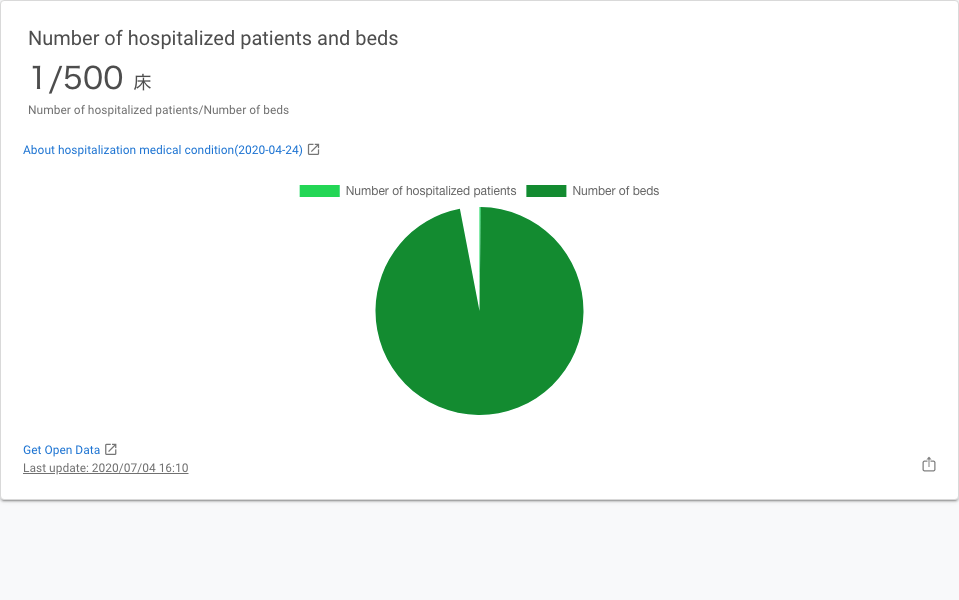 Number of hospitalized patients and beds
1/500 床
Number of hospitalized patients/Number of beds
About hospitalization medical condition(2020-04-24)
Number of hospitalized patients Number of beds
Get Open Data
Last update: 2020/07/04 16:10